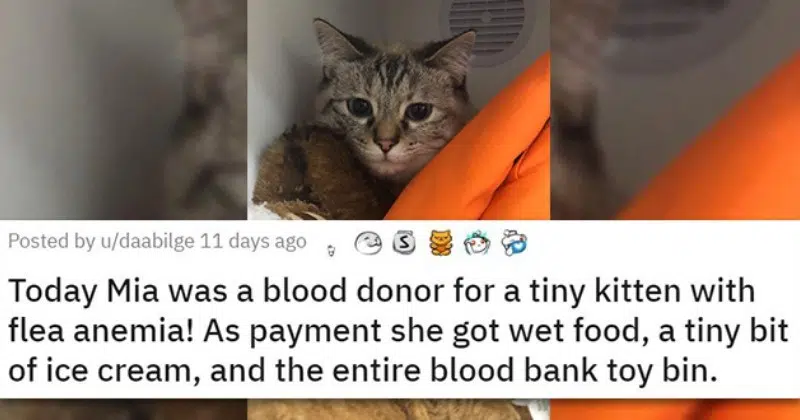 Posted by u/daabilge 11 days ago
S
Today Mia was a blood donor for a tiny kitten with
flea anemia! As payment she got wet food, a tiny bit
of ice cream, and the entire blood bank toy bin.